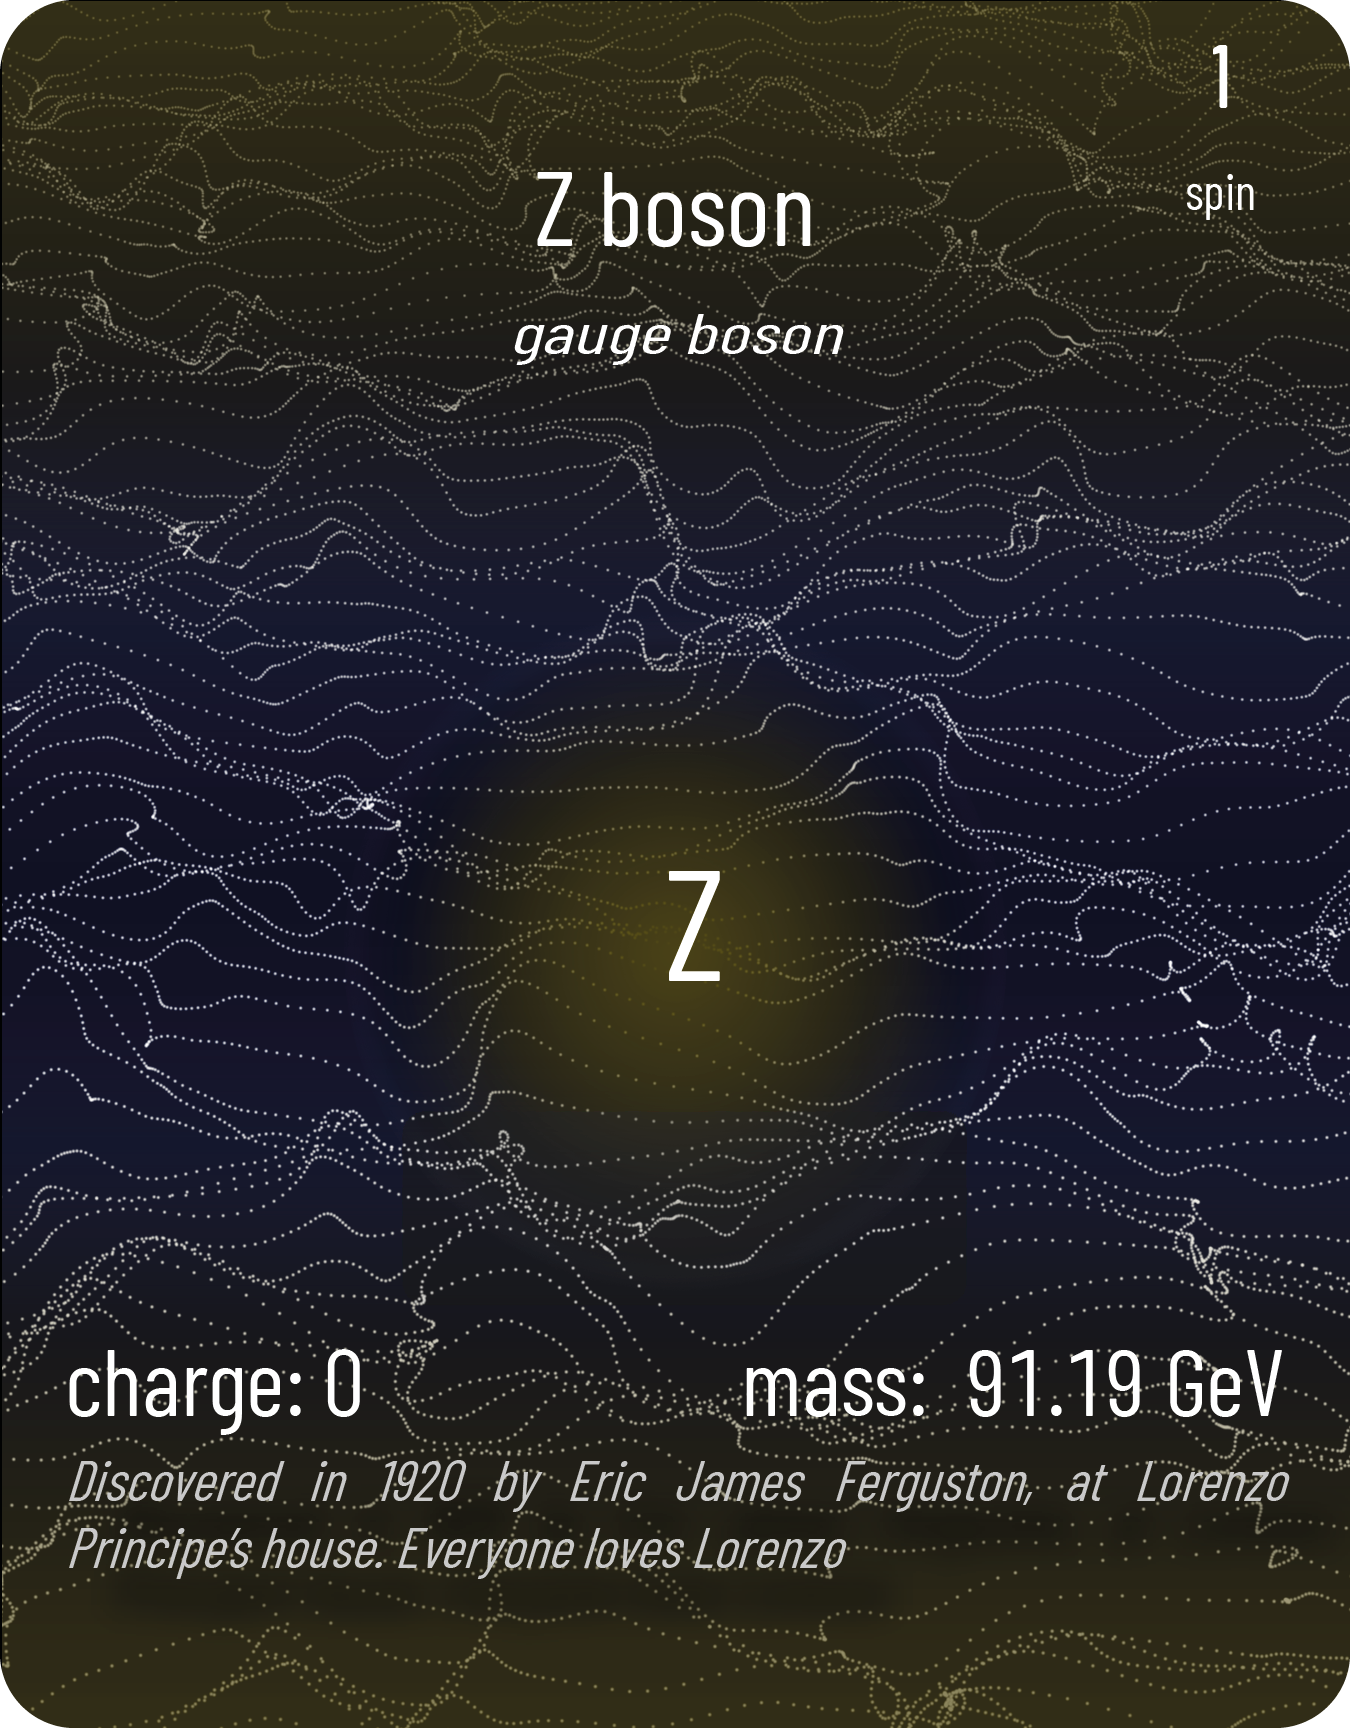 1
spin
Z boson
gauge boson
Z
charge: 0
mass: 91.19 GeV
Discovered in 1920 by Eric James Ferguston, at Lorenzo
Principe's house. Everyone loves Lorenzo